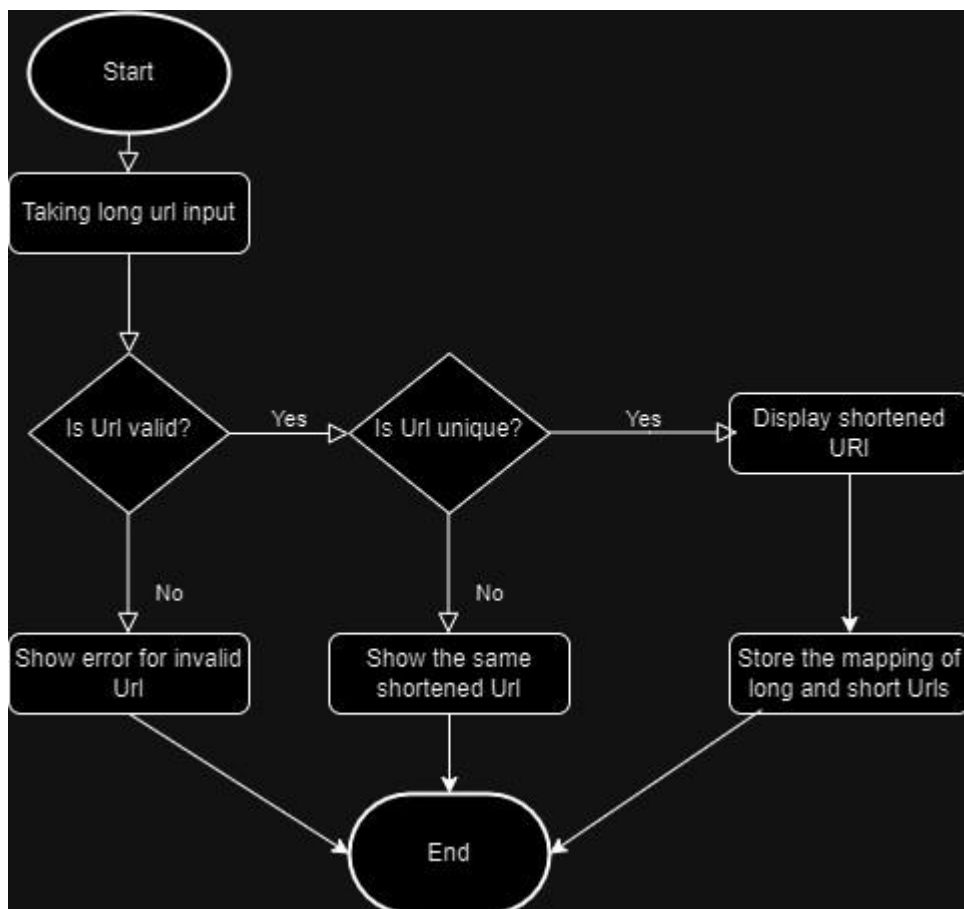 Start
Taking long url input
Is Url valid?
Yes
Is Url unique?
Yes
Display shortened
URl
No
No
Show error for invalid
Url
Show the same
shortened Url
Store the mapping of
long and short Urls
End